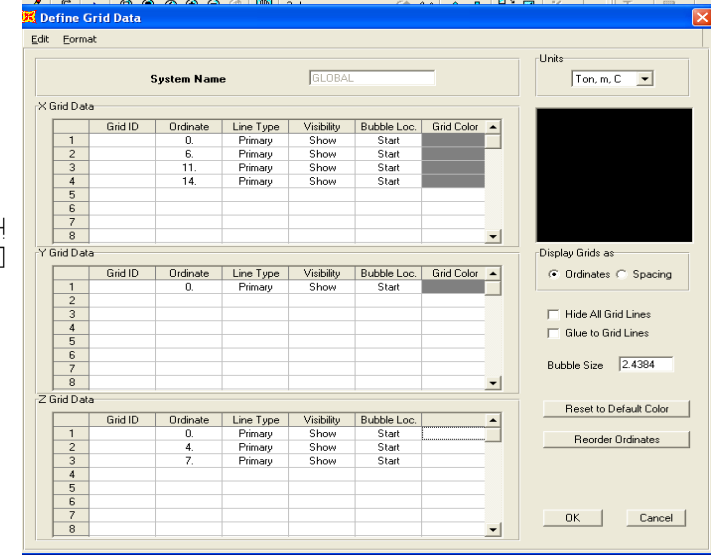 Define Grid Data
Edit Format
System Name GLOBAL
Units
Ton, m, C
X Grid Data
Grid ID Ordinate Line Type Visibility Bubble Loc. Grid Color
1 0. Primary Show Start
2 6. Primary Show Start
3 11. Primary Show Start
4 14. Primary Show Start
5
6
7
8
Y Grid Data
Grid ID Ordinate Line Type Visibility Bubble Loc. Grid Color
1 0. Primary Show Start
2
3
4
5
6
7
8
Z Grid Data
Grid ID Ordinate Line Type Visibility Bubble Loc.
1 0. Primary Show Start
2 4. Primary Show Start
3 7. Primary Show Start
4
5
6
7
8
Display Grids as
Ordinates Spacing
Hide All Grid Lines
Glue to Grid Lines
Bubble Size 2.4384
Reset to Default Color
Reorder Ordinates
OK Cancel